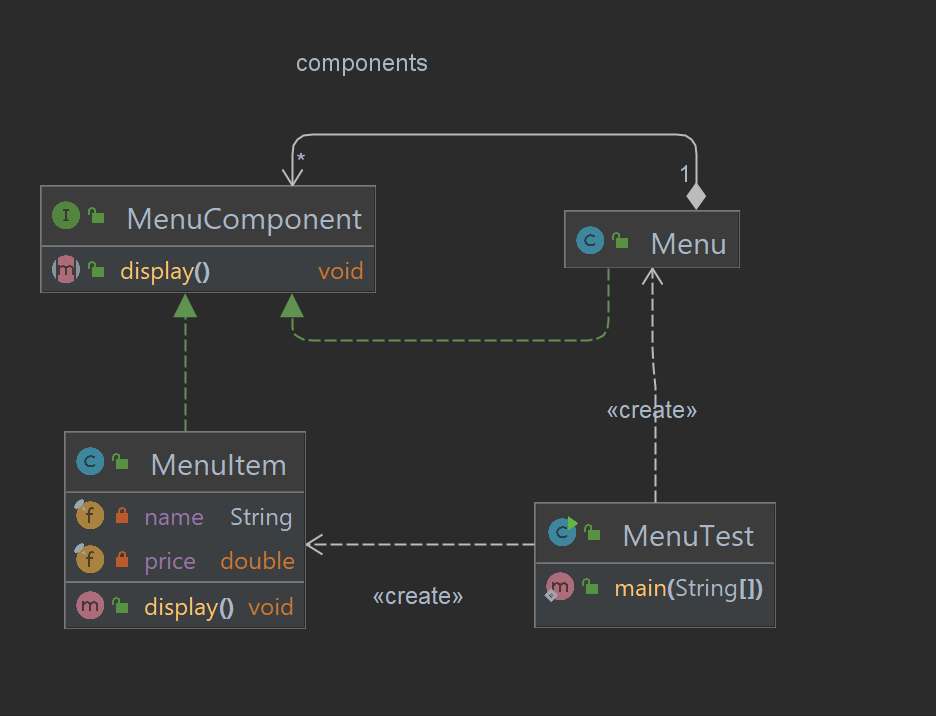 components
*
1
I MenuComponent
m display() void
C Menu
«create»
C MenuItem
f name String
f price double
m display() void
«create»
C MenuTest
m main(String[])